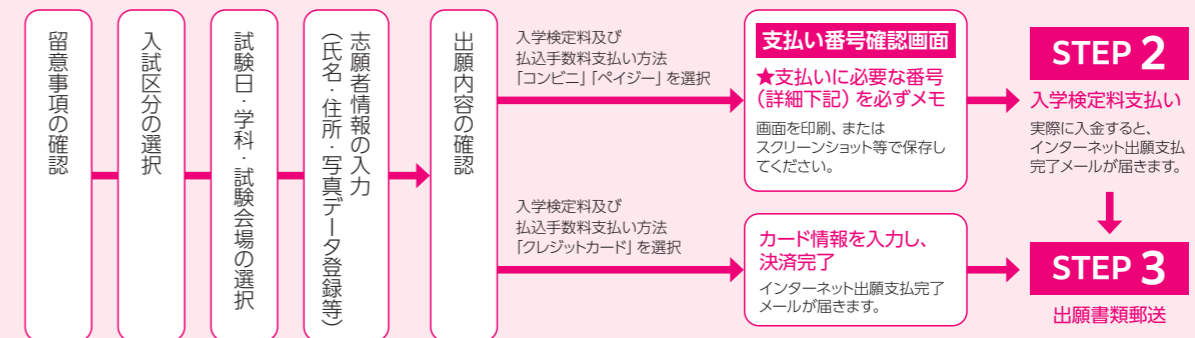 留意事項の確認
入試区分の選択
試験日・学科・試験会場の選択
志願者情報の入力
(氏名・住所・写真データ登録等)
出願内容の確認
入学検定料及び
払込手数料支払い方法
「コンビニ」「ペイジー」を選択
支払い番号確認画面
★支払いに必要な番号
(詳細下記)を必ずメモ
画面を印刷、または
スクリーンショット等で保存し
てください。
STEP 2
入学検定料支払い
実際に入金すると、
インターネット出願支払
完了メールが届きます。
入学検定料及び
払込手数料支払い方法
「クレジットカード」を選択
カード情報を入力し、
決済完了
インターネット出願支払完了
メールが届きます。
STEP 3
出願書類郵送